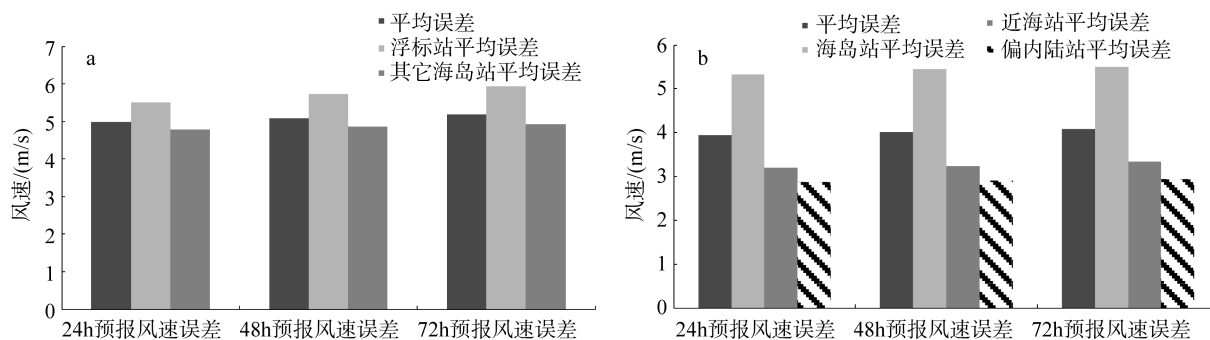 a
平均误差
浮标站平均误差
其它海岛站平均误差
风速/(m/s)
7
6
5
4
3
2
1
0
24h预报风速误差
48h预报风速误差
72h预报风速误差
b
平均误差
近海站平均误差
海岛站平均误差
偏内陆站平均误差
风速/(m/s)
6
5
4
3
2
1
0
24h预报风速误差
48h预报风速误差
72h预报风速误差